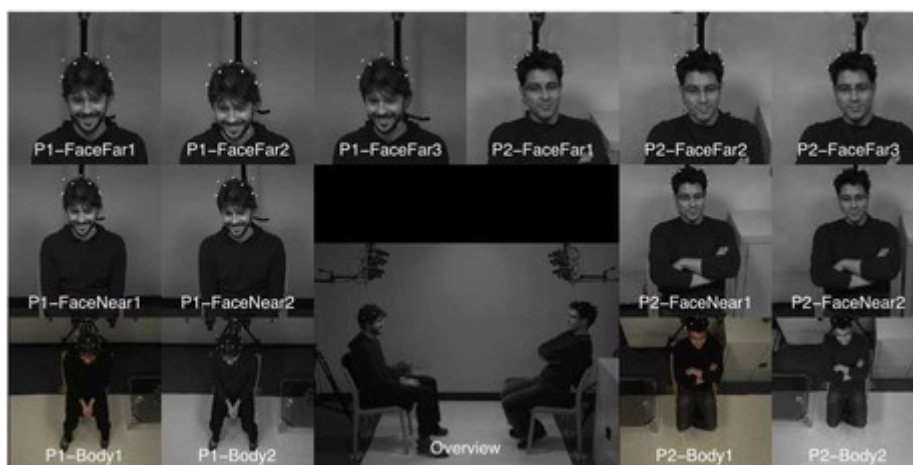 P1-FaceFar1
P1-FaceFar2
P1-FaceFar3
P2-FaceFar1
P2-FaceFar2
P2-FaceFar3
P1-FaceNear1
P1-FaceNear2
P2-FaceNear1
P2-FaceNear2
P1-Body1
P1-Body2
Overview
P2-Body1
P2-Body2